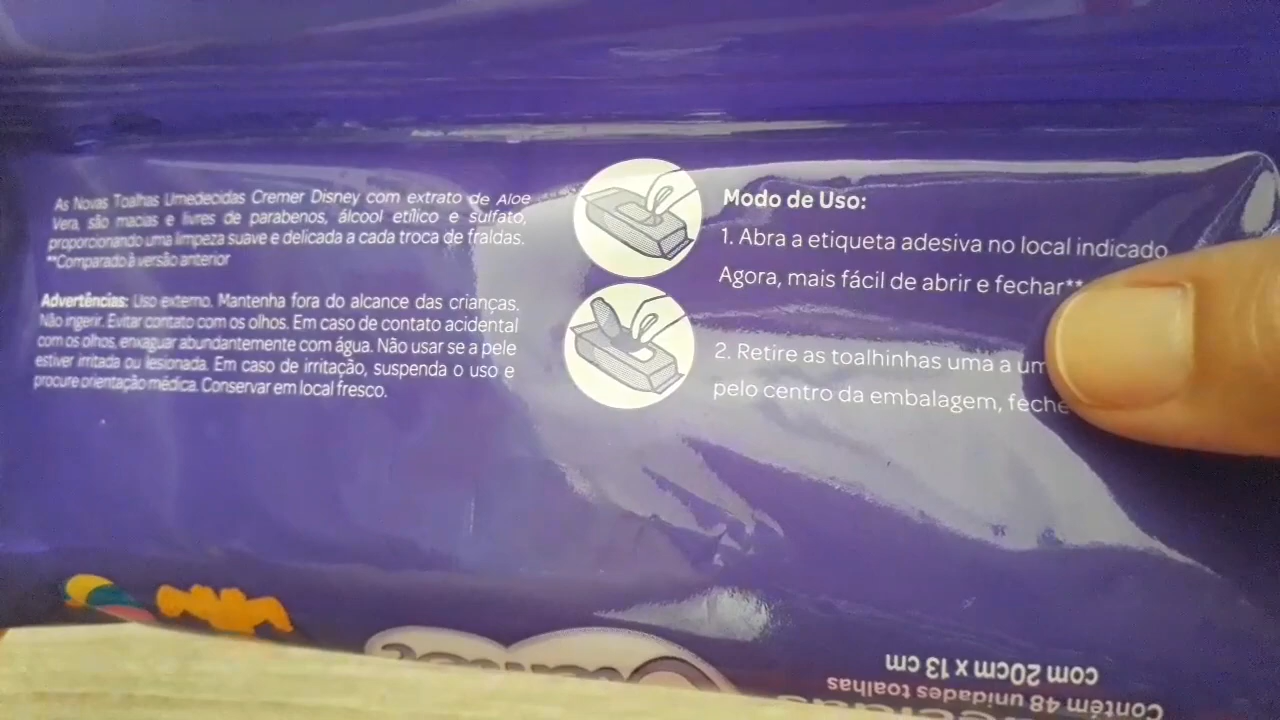 As Novas Toalhas Umedecidas Cremer Disney com extrato de Aloe
Vera, são macias e livres de parabenos, álcool etílico e sulfato,
proporcionando uma limpeza suave e delicada a cada troca de fraldas.
**Comparado à versão anterior
Advertências: Uso externo. Mantenha fora do alcance das crianças.
Não ingerir. Evitar contato com os olhos. Em caso de contato acidental
com os olhos, enxaguar abundantemente com água. Não usar se a pele
estiver irritada ou lesionada. Em caso de irritação, suspenda o uso e
procure orientação médica. Conservar em local fresco.
Modo de Uso:
1. Abra a etiqueta adesiva no local indicado
Agora, mais fácil de abrir e fechar**
2. Retire as toalhinhas uma a
pelo centro da embalagem, feche
Contém 48 unidades toalhas
com 20cm x 13 cm